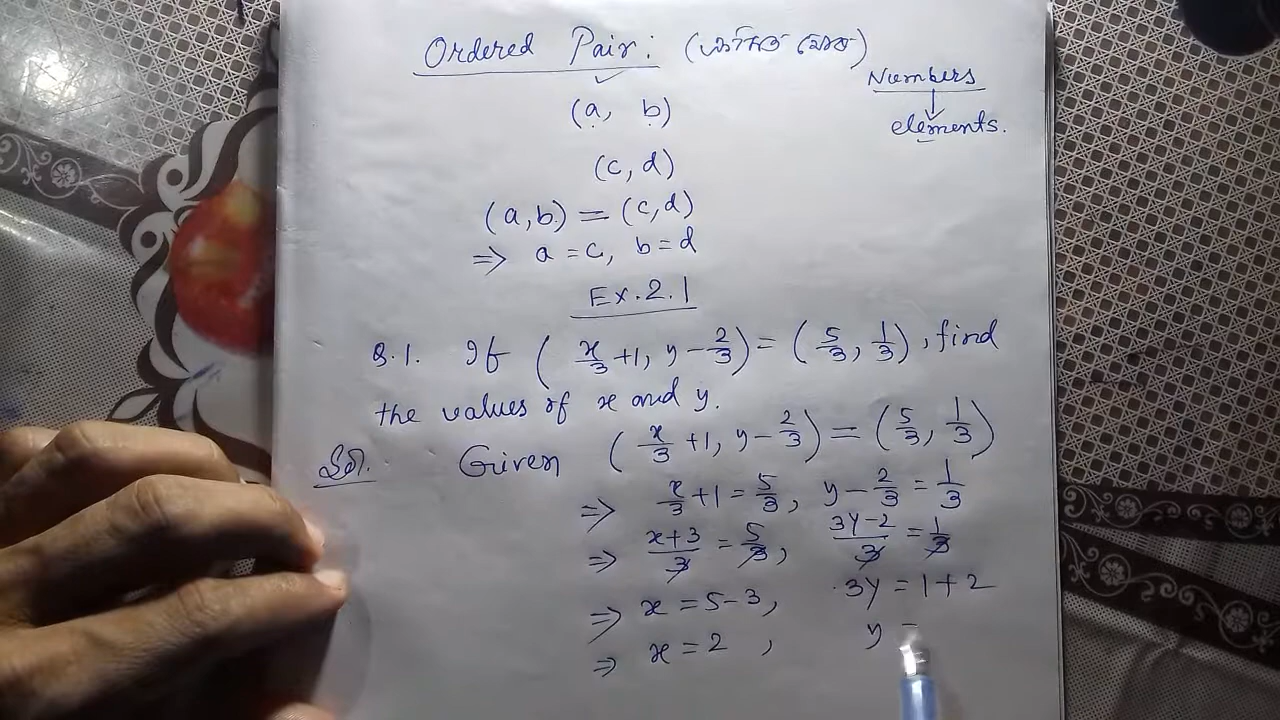 Ordered Pair:
Numbers
↓
elements.
(a, b)
(c, d)
(a, b) = (c, d)
⇒ a = c, b = d
Ex. 2.1
Q.1. If (x/3 + 1, y - 2/3) = (5/3, 1/3), find
the values of x and y.
Sol. Given (x/3 + 1, y - 2/3) = (5/3, 1/3)
⇒ x/3 + 1 = 5/3, y - 2/3 = 1/3
⇒ (x+3)/3 = 5/3, (3y-2)/3 = 1/3
⇒ x = 5 - 3, 3y = 1 + 2
⇒ x = 2, y =